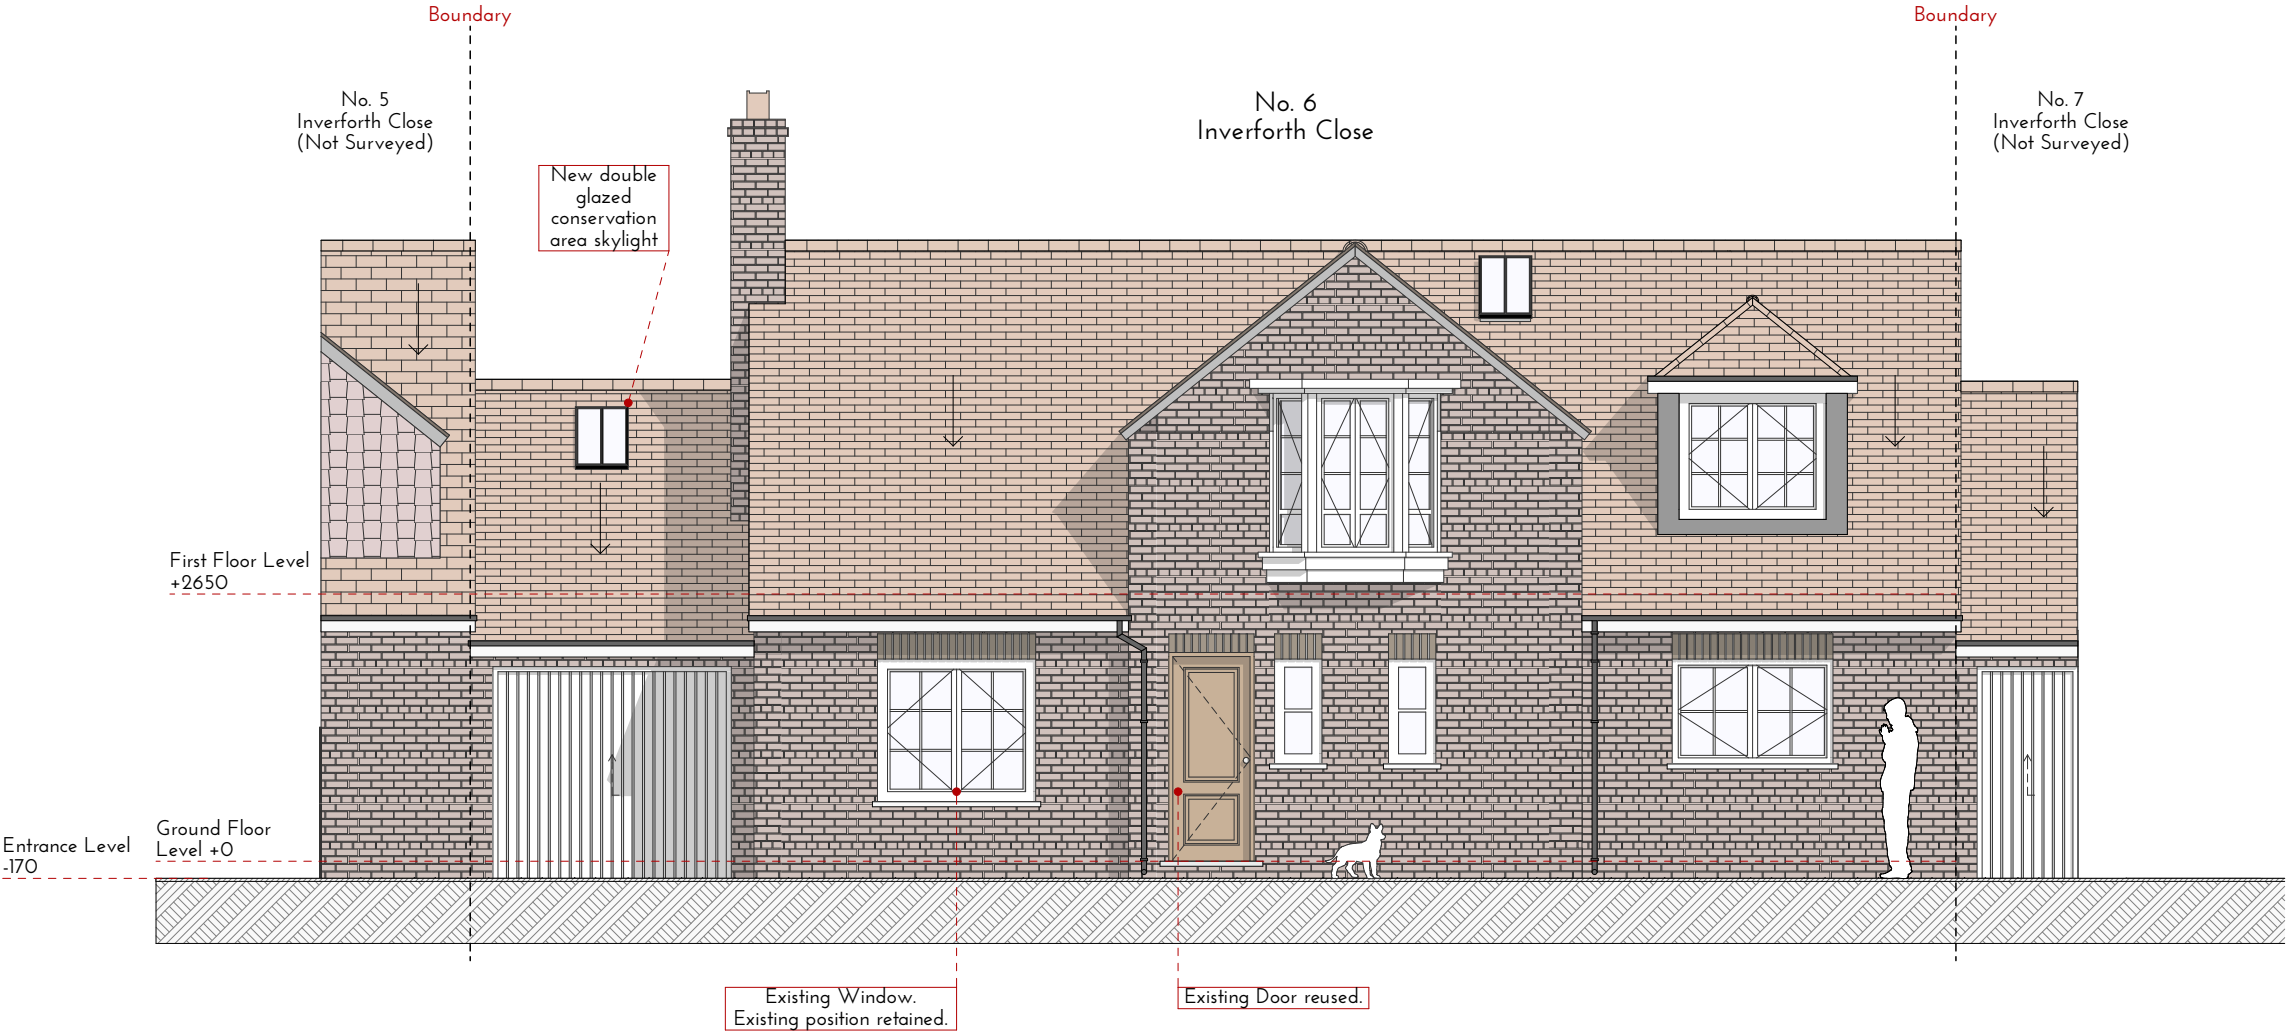 Boundary
Boundary
No. 5
Inverforth Close
(Not Surveyed)
No. 6
Inverforth Close
No. 7
Inverforth Close
(Not Surveyed)
New double
glazed
conservation
area skylight
First Floor Level
+2650
Ground Floor
Level +0
Entrance Level
-170
Existing Window.
Existing position retained.
Existing Door reused.